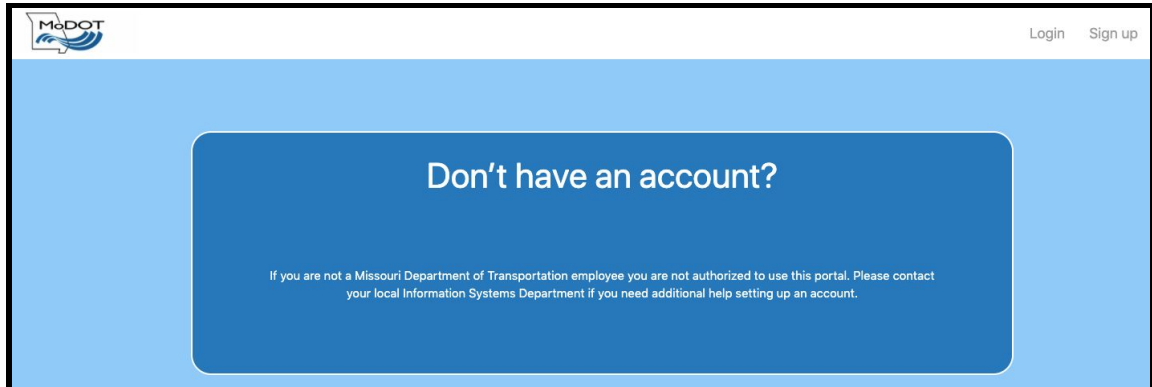 MoDOT
Login Sign up
Don't have an account?
If you are not a Missouri Department of Transportation employee you are not authorized to use this portal. Please contact
your local Information Systems Department if you need additional help setting up an account.